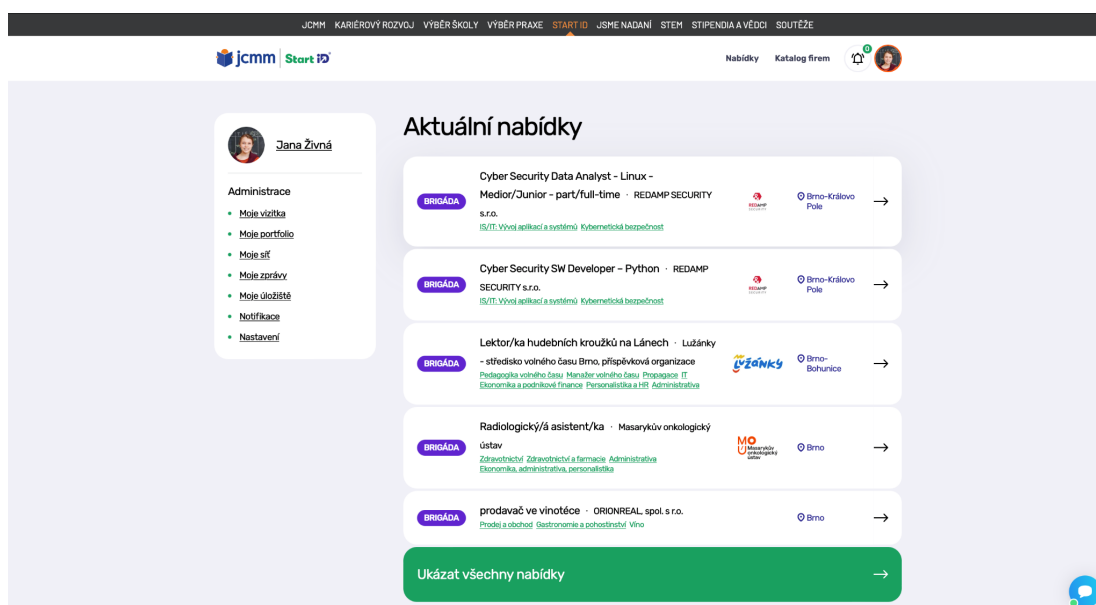 JCMM KARIÉROVÝ ROZVOJ VÝBĚR ŠKOLY VÝBĚR PRAXE START ID JSME NADANÍ STEM STIPENDIA A VĚDCI SOUTĚŽE
jcmm Start iD
Nabídky Katalog firem 0
Jana Živná
Administrace
Moje vizitka
Moje portfolio
Moje síť
Moje zprávy
Moje úložiště
Notifikace
Nastavení
Aktuální nabídky
BRIGÁDA
Cyber Security Data Analyst - Linux -
Medior/Junior - part/full-time · REDAMP SECURITY
s.r.o.
IS/IT: Vývoj aplikací a systémů Kybernetická bezpečnost
REDAMP
SECURITY
Brno-Královo
Pole
BRIGÁDA
Cyber Security SW Developer – Python · REDAMP
SECURITY s.r.o.
IS/IT: Vývoj aplikací a systémů Kybernetická bezpečnost
REDAMP
SECURITY
Brno-Královo
Pole
BRIGÁDA
Lektor/ka hudebních kroužků na Lánech · Lužánky
- středisko volného času Brno, příspěvková organizace
Pedagogika volného času Manažer volného času Propagace IT
Ekonomika a podnikové finance Personalistika a HR Administrativa
Lužánky
Brno-
Bohunice
BRIGÁDA
Radiologický/á asistent/ka · Masarykův onkologický
ústav
Zdravotnictví Zdravotnictví a farmacie Administrativa
Ekonomika, administrativa, personalistika
MOU
Masarykův
onkologický
ústav
Brno
BRIGÁDA
prodavač ve vinotéce · ORIONREAL, spol. s r.o.
Prodej a obchod Gastronomie a pohostinství Víno
Brno
Ukázat všechny nabídky